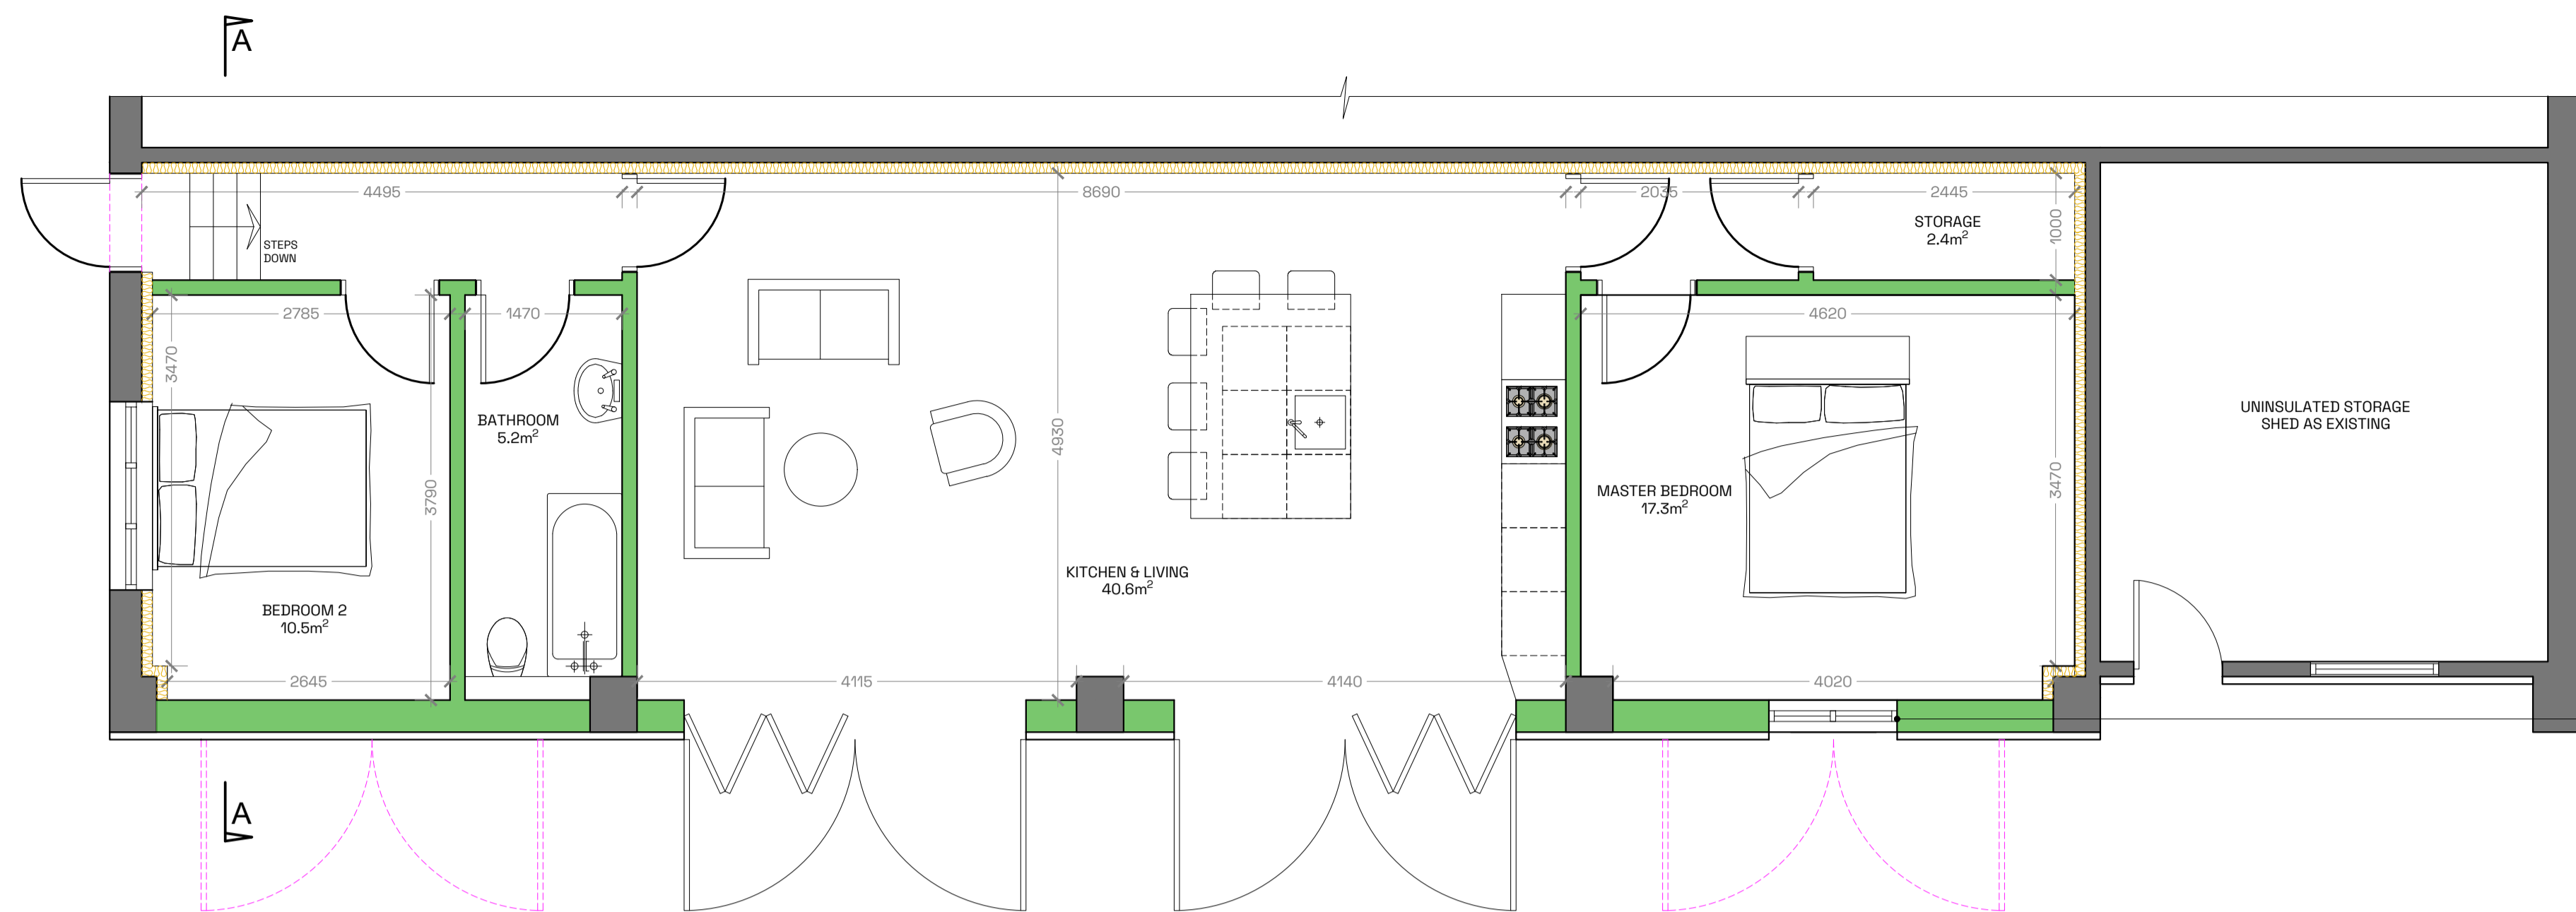 A
4495
8690
2035
2445
STORAGE
2.4m²
1000
STEPS
DOWN
2785
1470
4620
3470
3790
4930
3470
BATHROOM
5.2m²
UNINSULATED STORAGE
SHED AS EXISTING
MASTER BEDROOM
17.3m²
KITCHEN & LIVING
40.6m²
BEDROOM 2
10.5m²
2645
4115
4140
4020
A